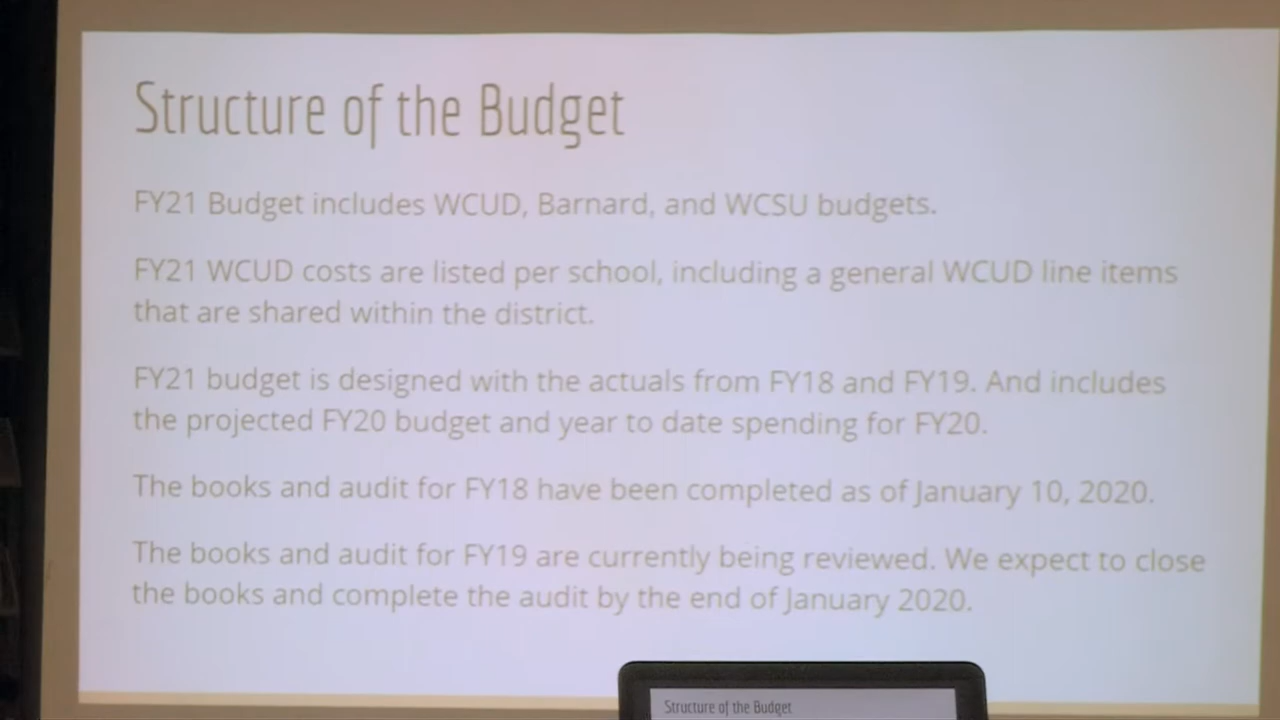 Structure of the Budget
FY21 Budget includes WCUD, Barnard, and WCSU budgets.
FY21 WCUD costs are listed per school, including a general WCUD line items
that are shared within the district.
FY21 budget is designed with the actuals from FY18 and FY19. And includes
the projected FY20 budget and year to date spending for FY20.
The books and audit for FY18 have been completed as of January 10, 2020.
The books and audit for FY19 are currently being reviewed. We expect to close
the books and complete the audit by the end of January 2020.
Structure of the Budget